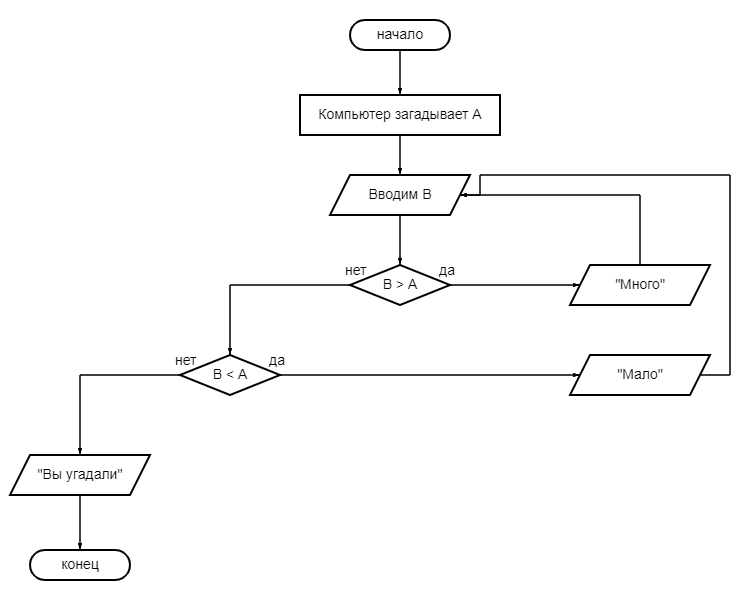 начало
Компьютер загадывает А
Вводим В
нет
да
В > А
"Много"
нет
да
В < А
"Мало"
"Вы угадали"
конец